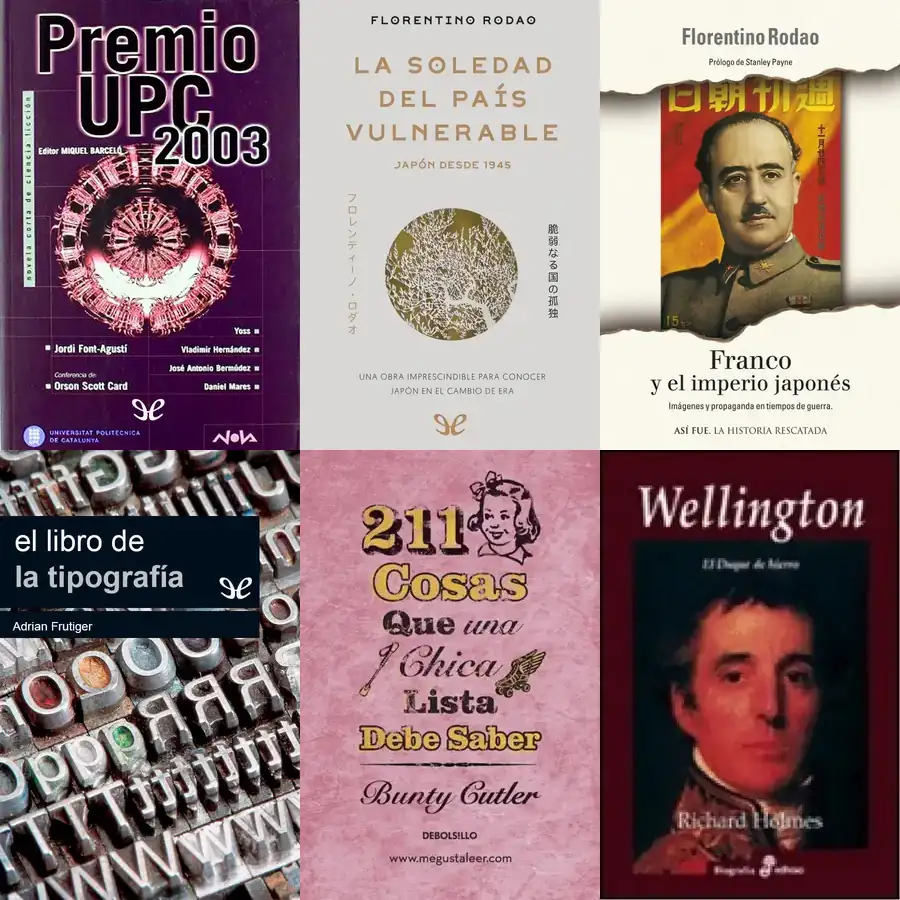 Premio
UPC
2003
Editor MIQUEL BARCELÓ
novela corta de ciencia ficción
Yoss
Jordi Font-Agustí
Vladimir Hernández
José Antonio Bermúdez
Conferencia de:
Orson Scott Card
Daniel Mares
UNIVERSITAT POLITÈCNICA
DE CATALUNYA
NOVA
FLORENTINO RODAO
LA SOLEDAD
DEL PAÍS
VULNERABLE
JAPÓN DESDE 1945
フロレンティーノ・ロダオ
脆弱なる国の孤独
UNA OBRA IMPRESCINDIBLE PARA CONOCER
JAPÓN EN EL CAMBIO DE ERA
Florentino Rodao
Prólogo de Stanley Payne
日朝刊週
15
Franco
y el imperio japonés
Imágenes y propaganda en tiempos de guerra.
ASÍ FUE. LA HISTORIA RESCATADA
el libro de
la tipografía
Adrian Frutiger
211
Cosas
Que una
Chica
Lista
Debe Saber
Bunty Cutler
DEBOLS!LLO
www.megustaleer.com
Wellington
El Duque de hierro
Richard Holmes
Biografía edhasa